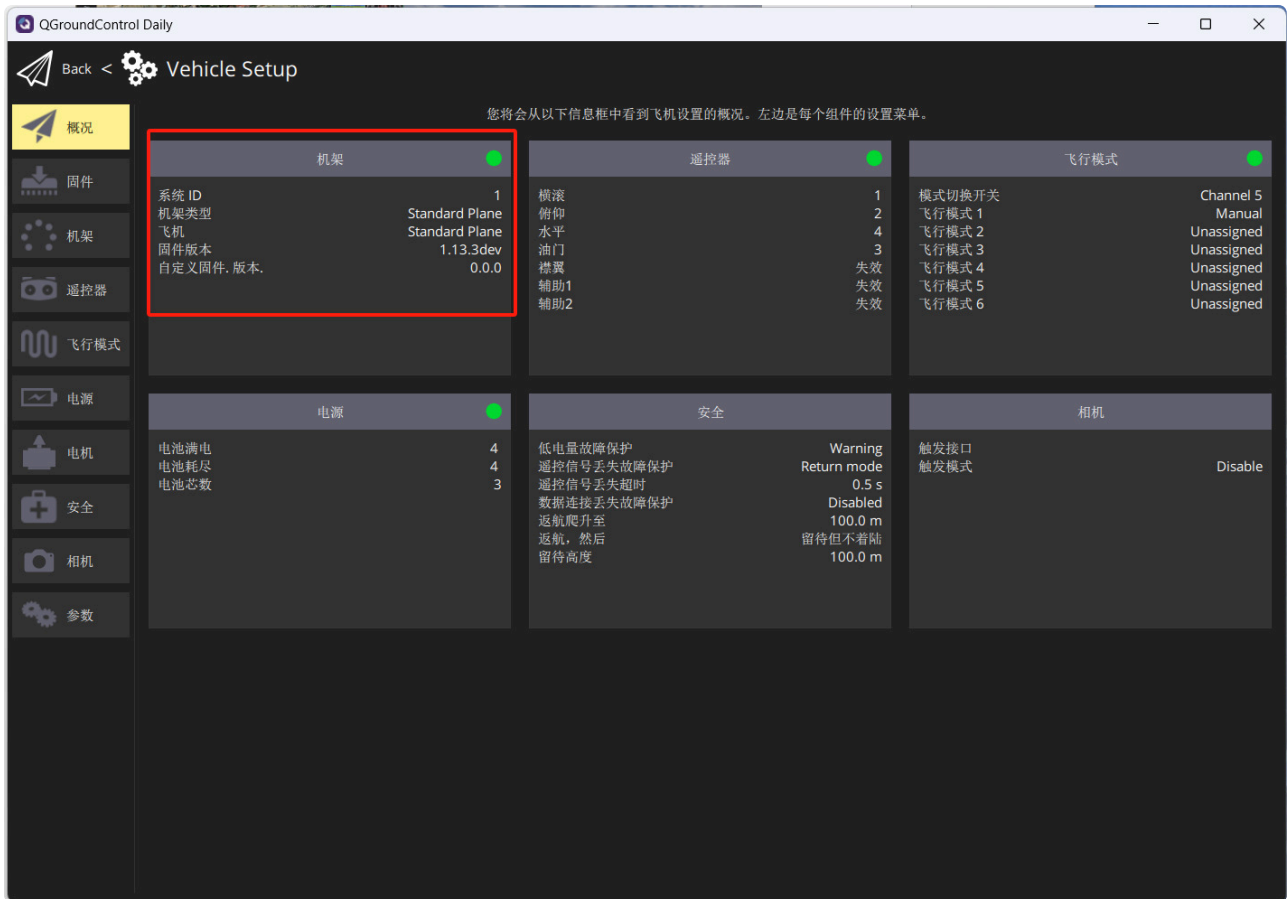 QGroundControl Daily
Back < Vehicle Setup
您将会从以下信息框中看到飞机设置的概况。左边是每个组件的设置菜单。
概况
固件
机架
遥控器
飞行模式
电源
电机
安全
相机
参数
机架
系统 ID 1
机架类型 Standard Plane
飞机 Standard Plane
固件版本 1.13.3dev
自定义固件. 版本. 0.0.0
遥控器
横滚 1
俯仰 2
水平 4
油门 3
襟翼 失效
辅助1 失效
辅助2 失效
飞行模式
模式切换开关 Channel 5
飞行模式 1 Manual
飞行模式 2 Unassigned
飞行模式 3 Unassigned
飞行模式 4 Unassigned
飞行模式 5 Unassigned
飞行模式 6 Unassigned
电源
电池满电 4
电池耗尽 4
电池芯数 3
安全
低电量故障保护 Warning
遥控信号丢失故障保护 Return mode
遥控信号丢失超时 0.5 s
数据连接丢失故障保护 Disabled
返航爬升至 100.0 m
返航，然后 留待但不着陆
留待高度 100.0 m
相机
触发接口
触发模式 Disable